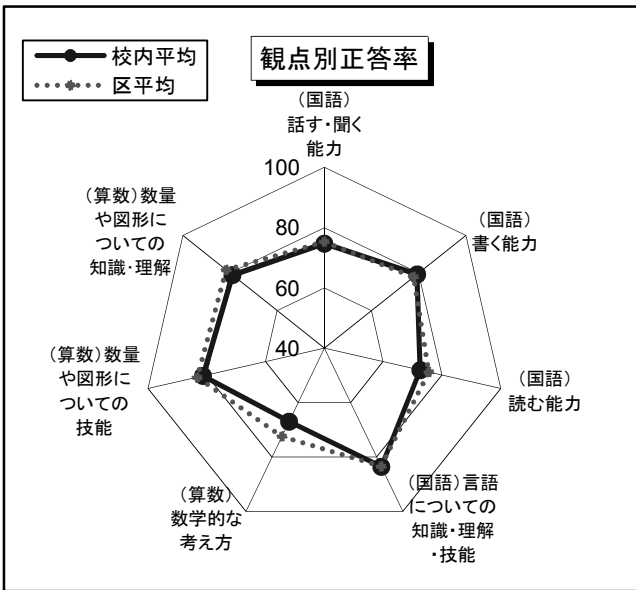 観点別正答率
校内平均
区平均
(国語)
話す・聞く
能力
(国語)
書く能力
(国語)
読む能力
(国語)言語
についての
知識・理解
・技能
(算数)
数学的な
考え方
(算数)数量
や図形に
ついての
技能
(算数)数量
や図形に
ついての
知識・理解
100
80
60
40